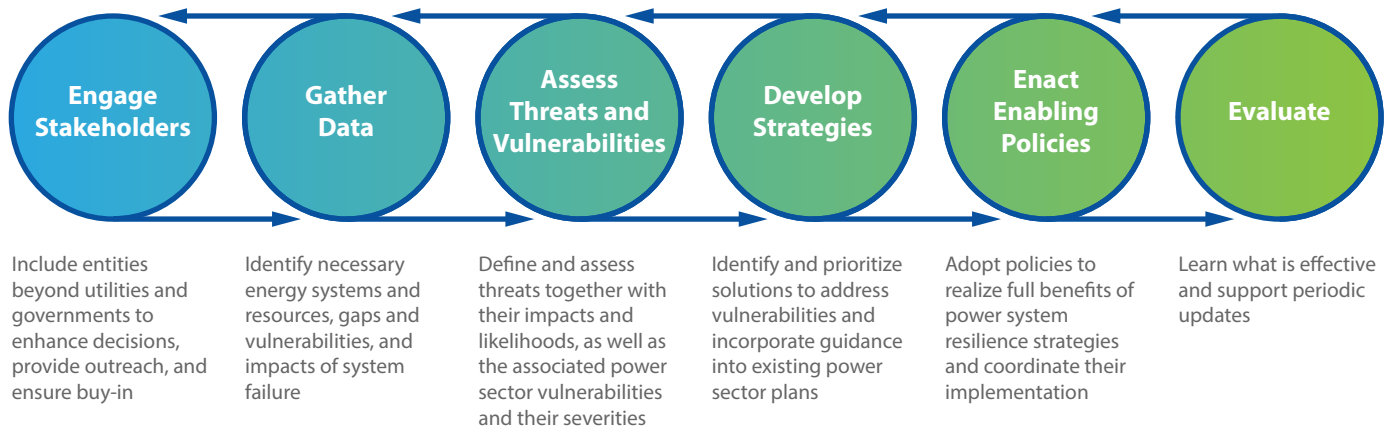 Engage
Stakeholders
Gather
Data
Assess
Threats and
Vulnerabilities
Develop
Strategies
Enact
Enabling
Policies
Evaluate
Include entities
beyond utilities and
governments to
enhance decisions,
provide outreach, and
ensure buy-in
Identify necessary
energy systems and
resources, gaps and
vulnerabilities, and
impacts of system
failure
Define and assess
threats together with
their impacts and
likelihoods, as well as
the associated power
sector vulnerabilities
and their severities
Identify and prioritize
solutions to address
vulnerabilities and
incorporate guidance
into existing power
sector plans
Adopt policies to
realize full benefits of
power system
resilience strategies
and coordinate their
implementation
Learn what is effective
and support periodic
updates